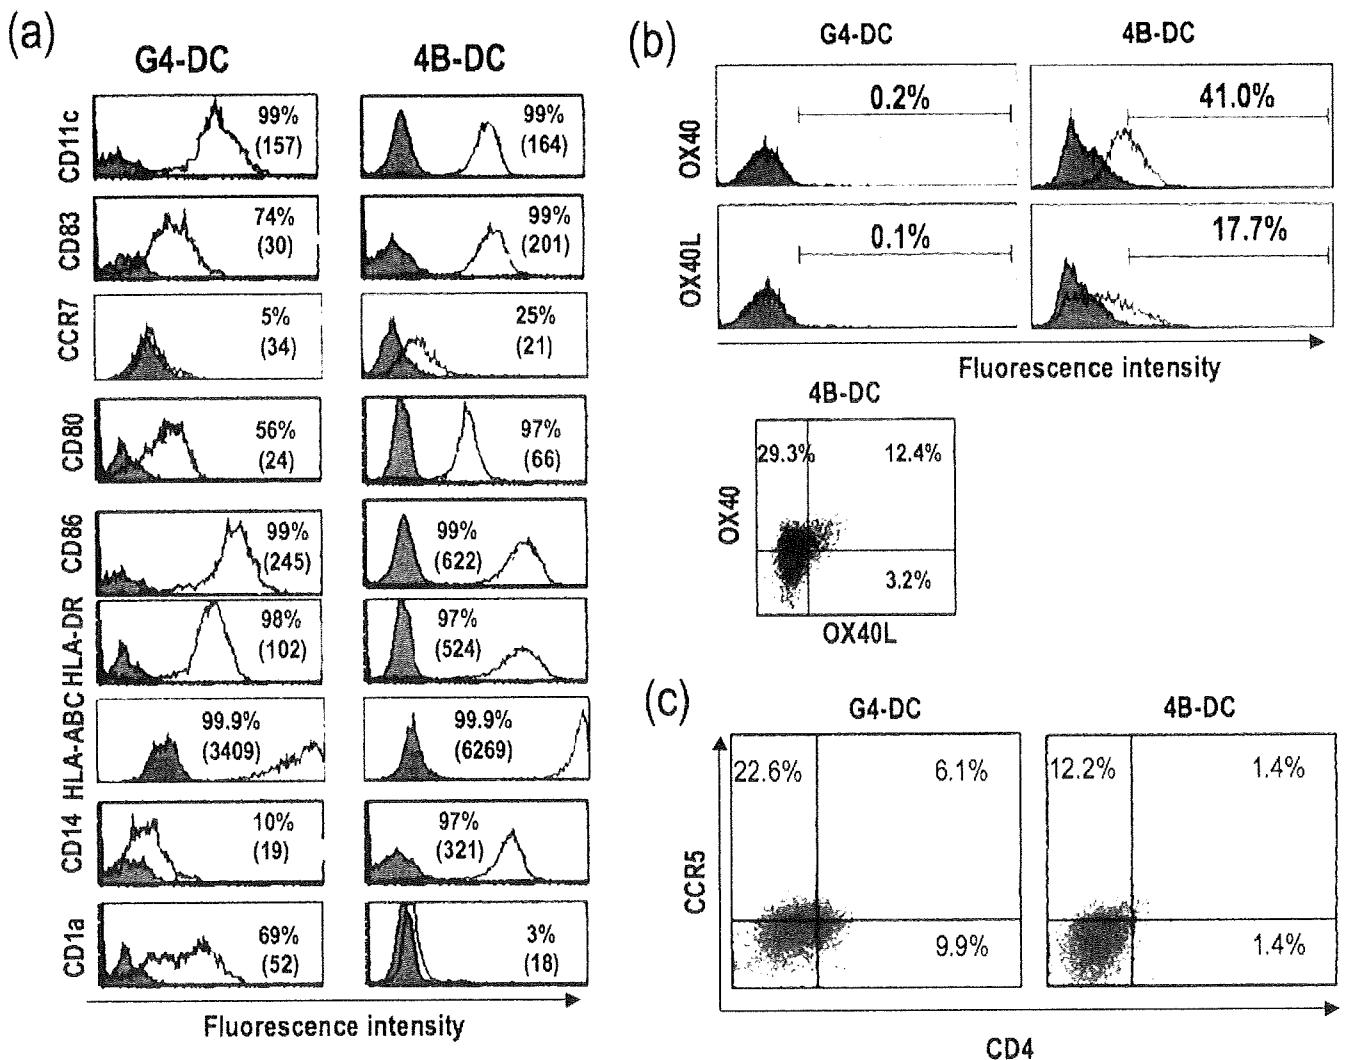 (a)
G4-DC 4B-DC
CD11c 99% 99%
(157) (164)
CD83 74% 99%
(30) (201)
CCR7 5% 25%
(34) (21)
CD80 56% 97%
(24) (66)
CD86 99% 99%
(245) (622)
HLA-DR 98% 97%
(102) (524)
HLA-ABC 99.9% 99.9%
(3409) (6269)
CD14 10% 97%
(19) (321)
CD1a 69% 3%
(52) (18)
Fluorescence intensity
(b)
G4-DC 4B-DC
OX40 0.2% 41.0%
OX40L 0.1% 17.7%
Fluorescence intensity
4B-DC
29.3% 12.4%
OX40
3.2%
OX40L
(c)
G4-DC 4B-DC
22.6% 6.1% 12.2% 1.4%
CCR5
9.9% 1.4%
CD4